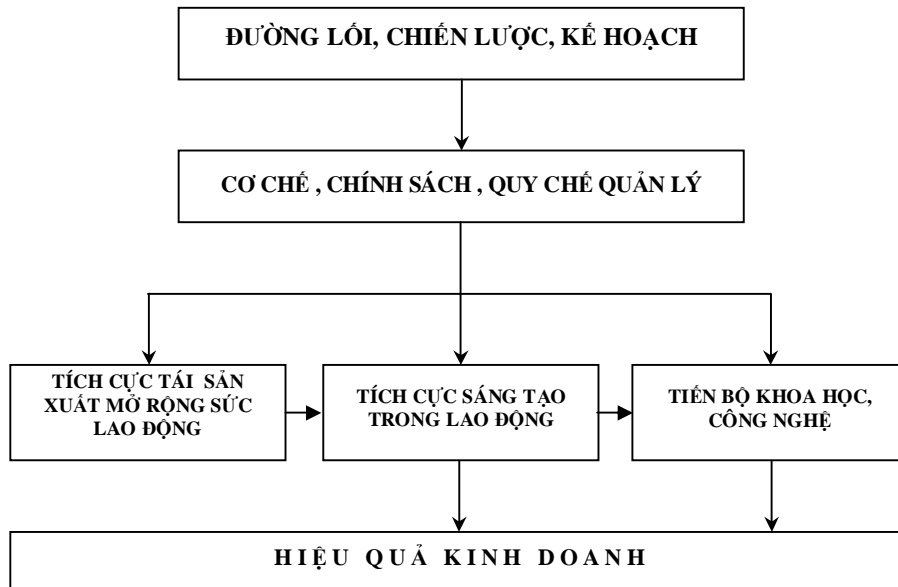 ĐƯỜNG LỐI, CHIẾN LƯỢC, KẾ HOẠCH
CƠ CHẾ , CHÍNH SÁCH , QUY CHẾ QUẢN LÝ
TÍCH CỰC TÁI SẢN
XUẤT MỞ RỘNG SỨC
LAO ĐỘNG
TÍCH CỰC SÁNG TẠO
TRONG LAO ĐỘNG
TIẾN BỘ KHOA HỌC,
CÔNG NGHỆ
HIỆU QUẢ KINH DOANH